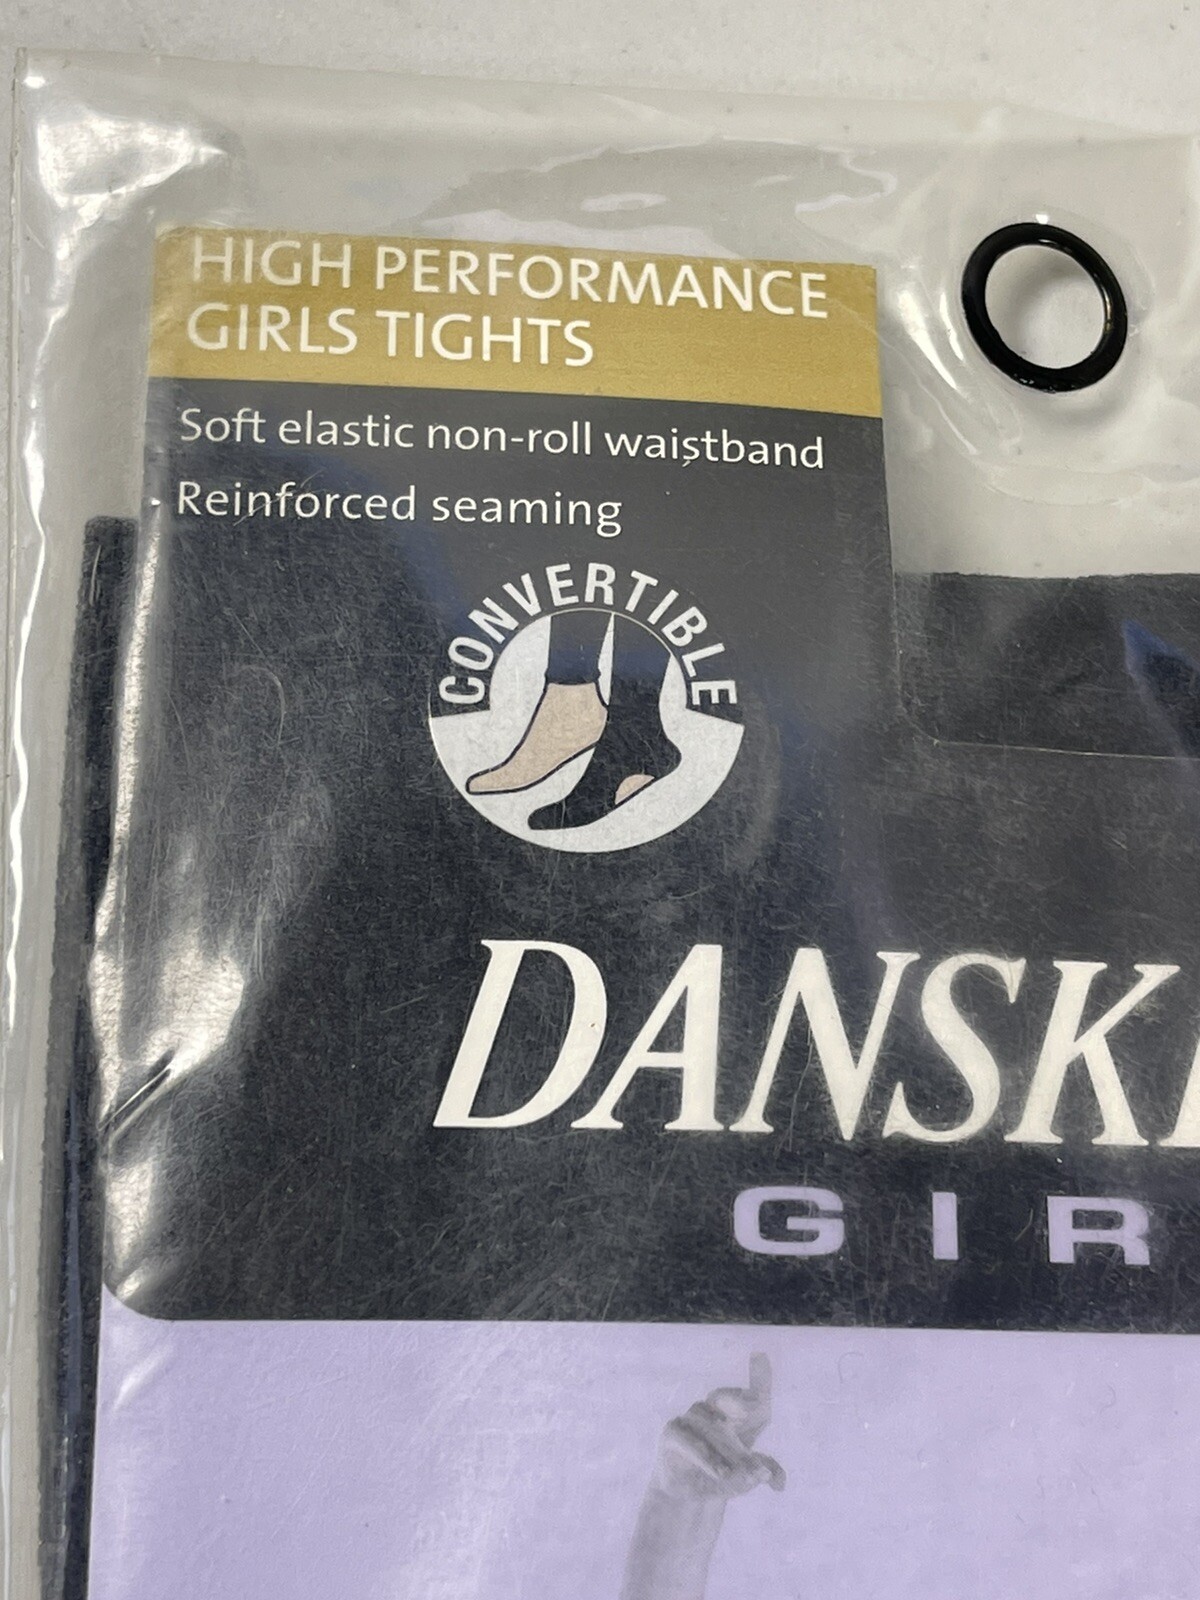 HIGH PERFORMANCE
GIRLS TIGHTS
Soft elastic non-roll waistband
· Reinforced seaming
CONVERTIBLE
DANSK
GIR